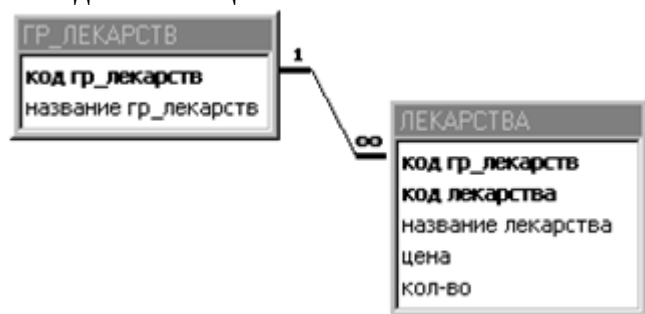 ГР_ЛЕКАРСТВ
код гр_лекарств
название гр_лекарств
1
∞
ЛЕКАРСТВА
код гр_лекарств
код лекарства
название лекарства
цена
кол-во